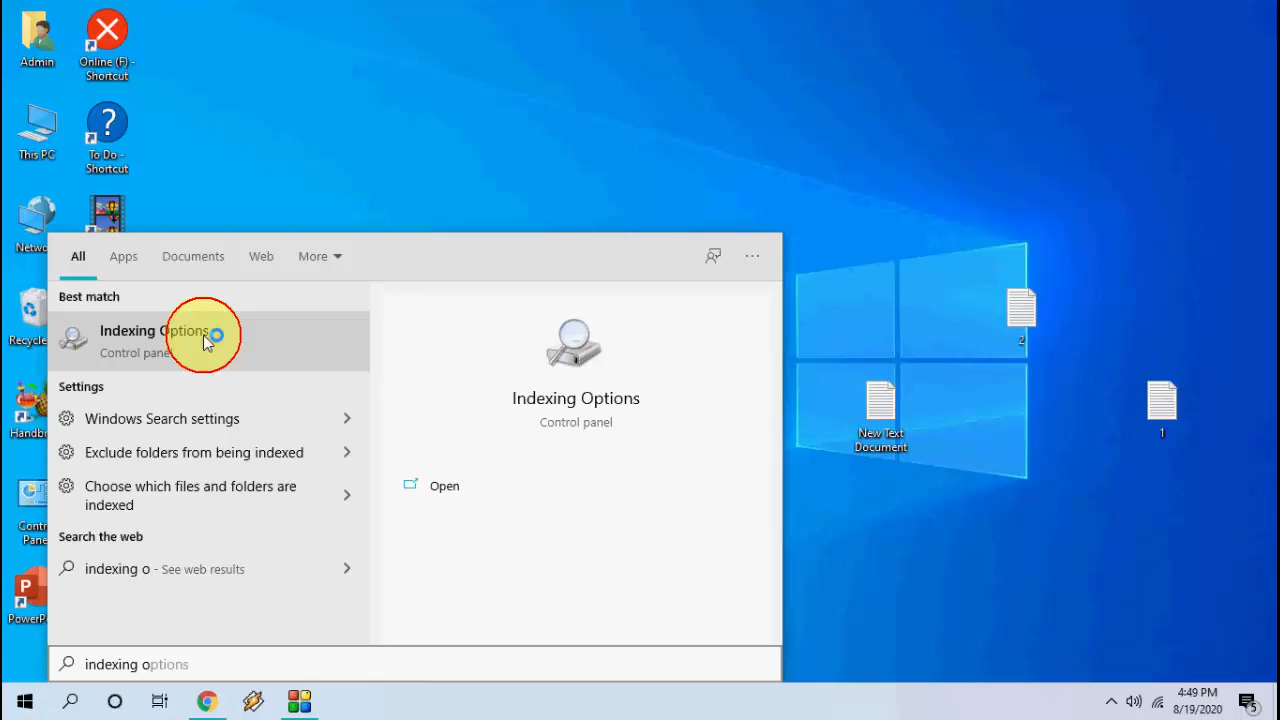 Admin
Online (F) -
Shortcut
This PC
To Do -
Shortcut
?
Netwo
Recycle
Handbr
Contr
Pane
P
PowerPo
All
Apps
Documents
Web
More
...
Best match
Indexing Options
Control pane
Settings
Windows Search settings
Exclude folders from being indexed
Choose which files and folders are
indexed
Search the web
indexing o - See web results
Indexing Options
Control panel
Open
indexing options
2
New Text
Document
1
4:49 PM
8/19/2020
5